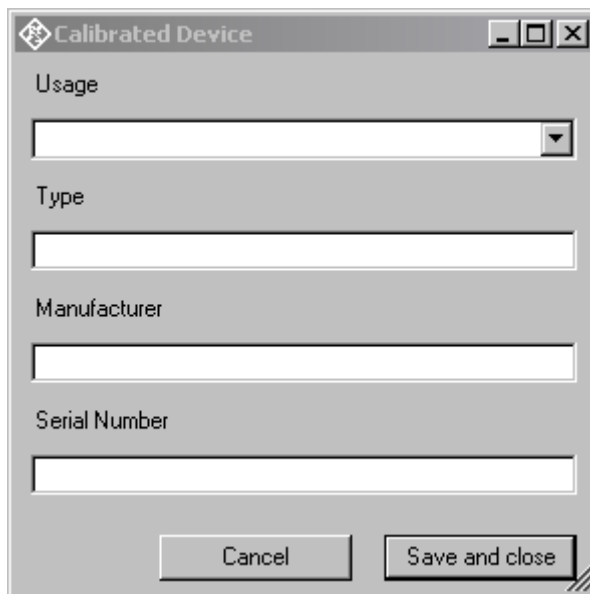 Calibrated Device
Usage
Type
Manufacturer
Serial Number
Cancel
Save and close